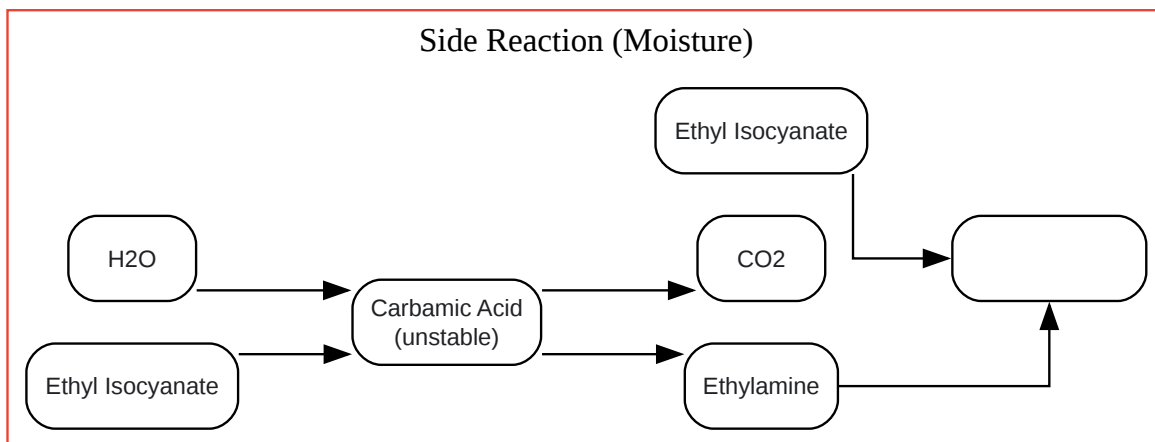 Side Reaction (Moisture)
Ethyl Isocyanate
H2O
CO2
Carbamic Acid
(unstable)
Ethyl Isocyanate
Ethylamine